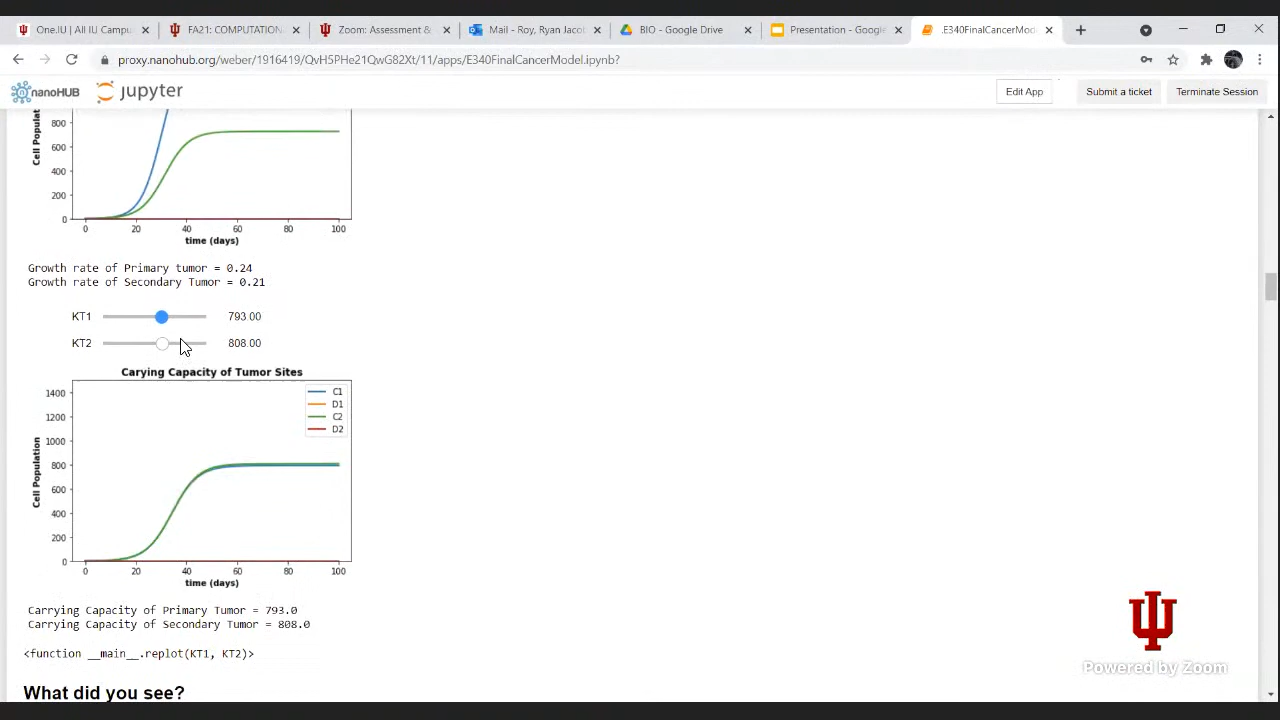 One.IU | All IU Campu
FA21: COMPUTATION
Zoom: Assessment &
Mail - Roy, Ryan Jacob
BIO - Google Drive
Presentation - Google
.E340FinalCancerMod
proxy.nanohub.org/weber/1916419/QvH5PHe21QwG82Xt/11/apps/E340FinalCancerModel.ipynb?
nanoHUB
jupyter
Edit App
Submit a ticket
Terminate Session
Cell Populat
800
600
400
200
0
0 20 40 60 80 100
time (days)
Growth rate of Primary tumor = 0.24
Growth rate of Secondary Tumor = 0.21
KT1 793.00
KT2 808.00
Carying Capacity of Tumor Sites
Cell Population
1400
1200
1000
800
600
400
200
0
C1
D1
C2
D2
0 20 40 60 80 100
time (days)
Carrying Capacity of Primary Tumor = 793.0
Carrying Capacity of Secondary Tumor = 808.0
<function __main__.replot(KT1, KT2)>
What did you see?
Powered by Zoom